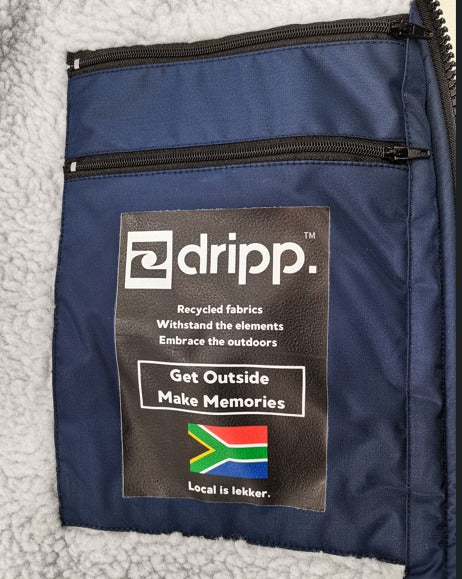 dripp.™
Recycled fabrics
Withstand the elements
Embrace the outdoors
Get Outside
Make Memories
Local is lekker.